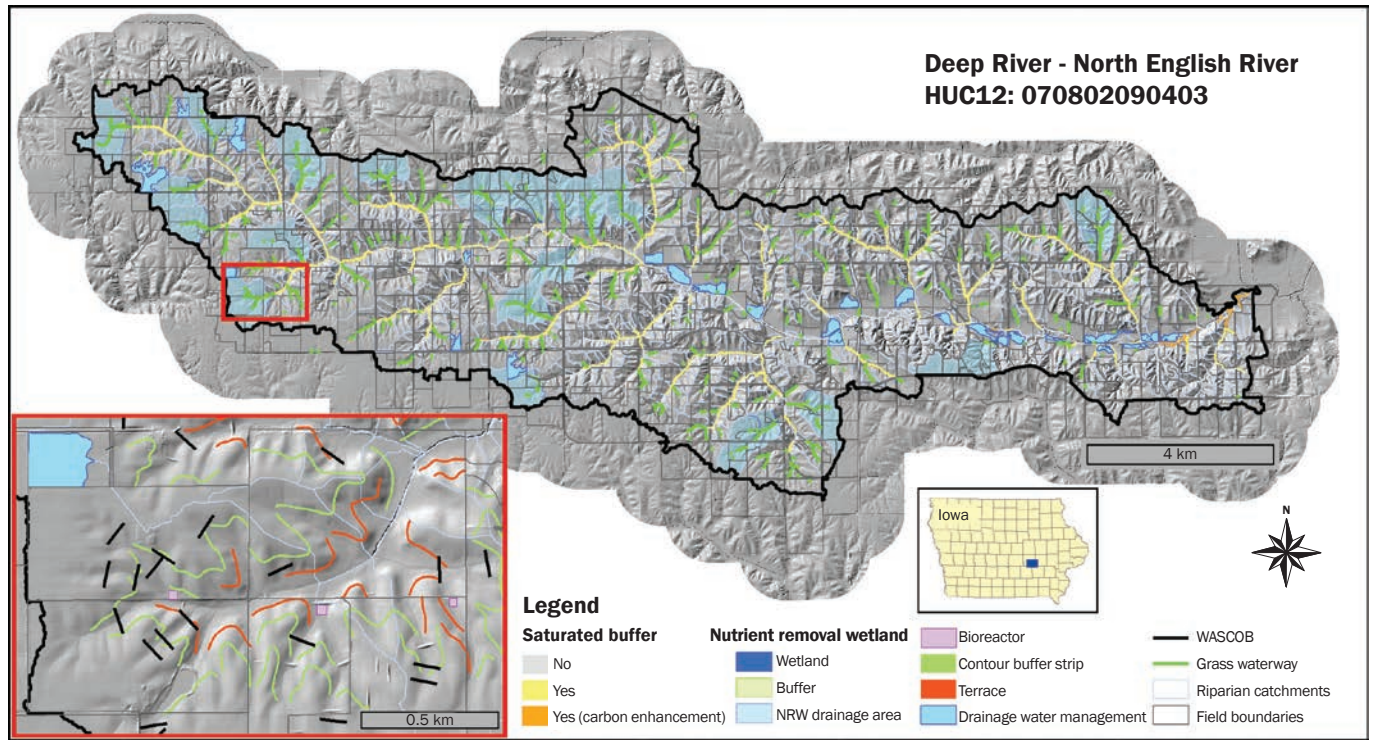 Deep River - North English River
HUC12: 070802090403
4 km
Iowa
N
0.5 km
Legend
Saturated buffer
No
Yes
Yes (carbon enhancement)
Nutrient removal wetland
Wetland
Buffer
NRW drainage area
Bioreactor
Contour buffer strip
Terrace
Drainage water management
WASCOB
Grass waterway
Riparian catchments
Field boundaries